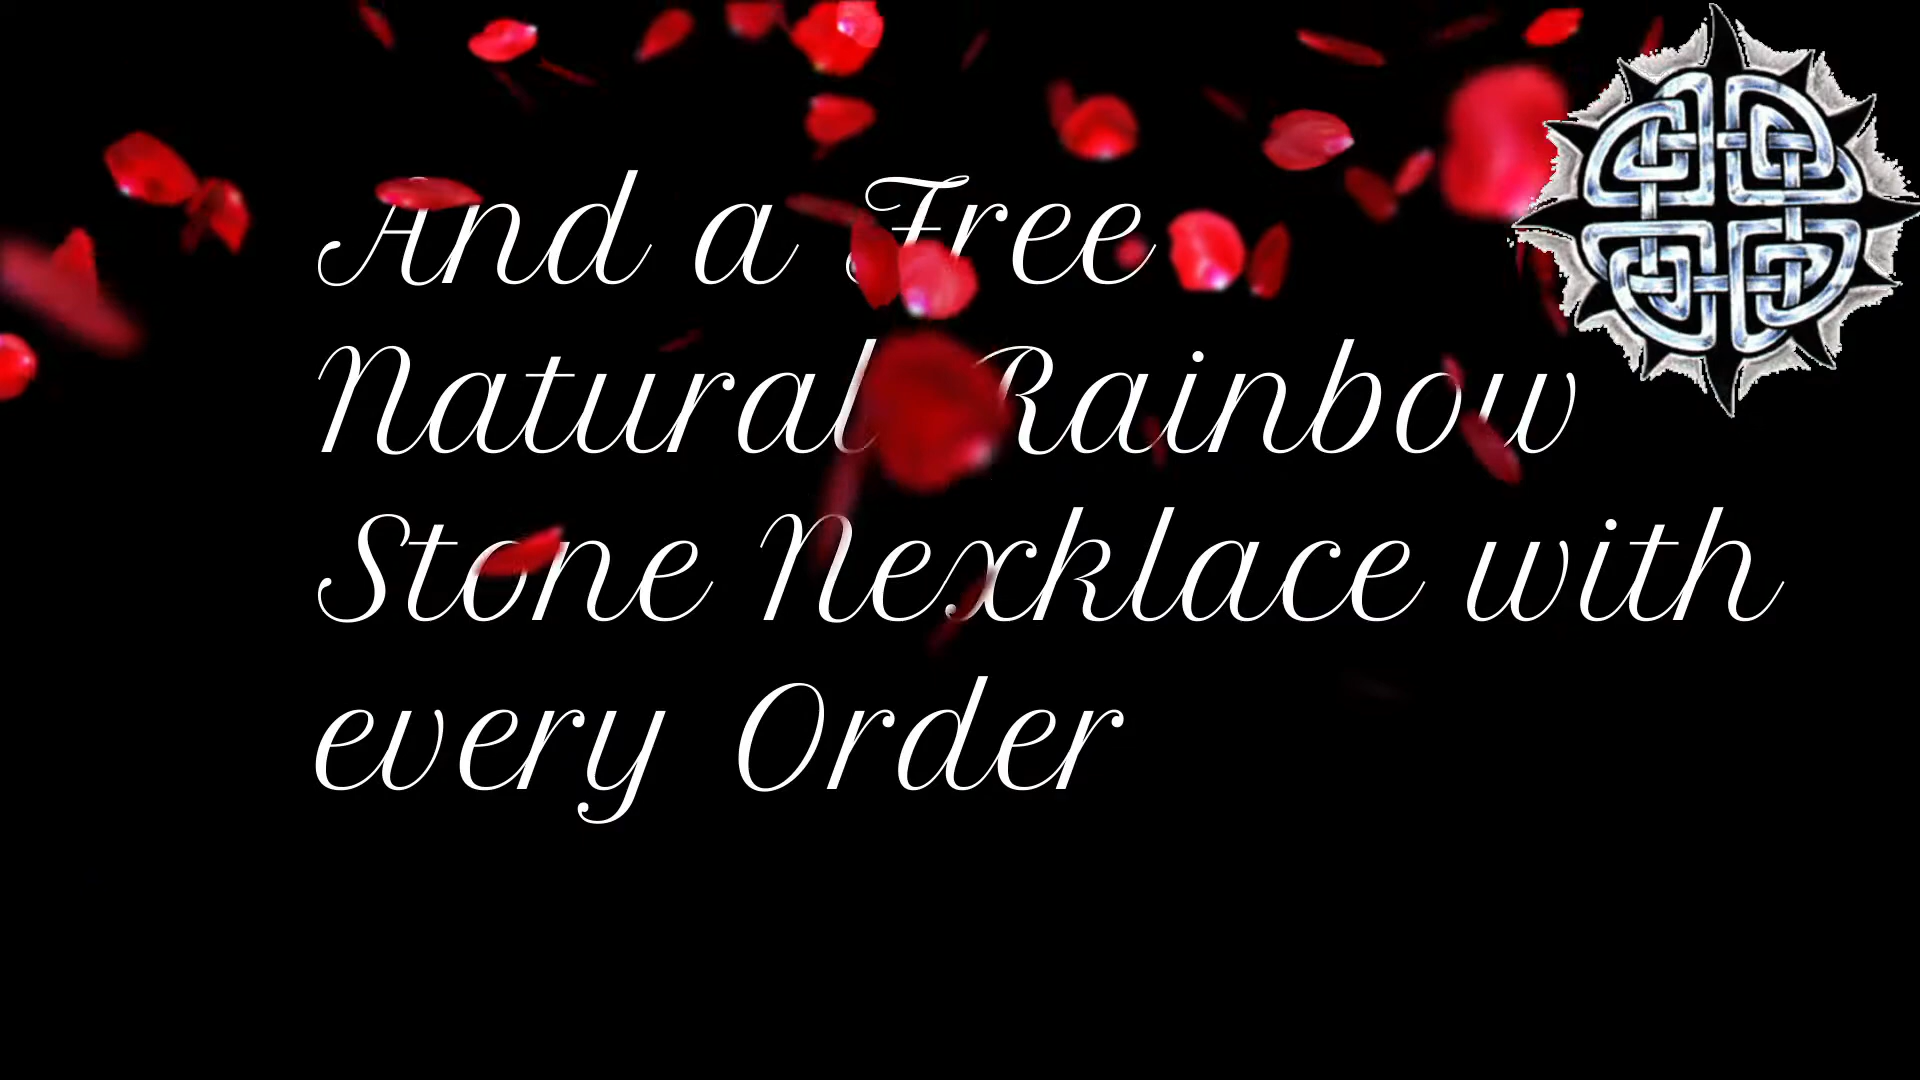 And a Free
Natural Rainbow
Stone Nexklace with
every Order